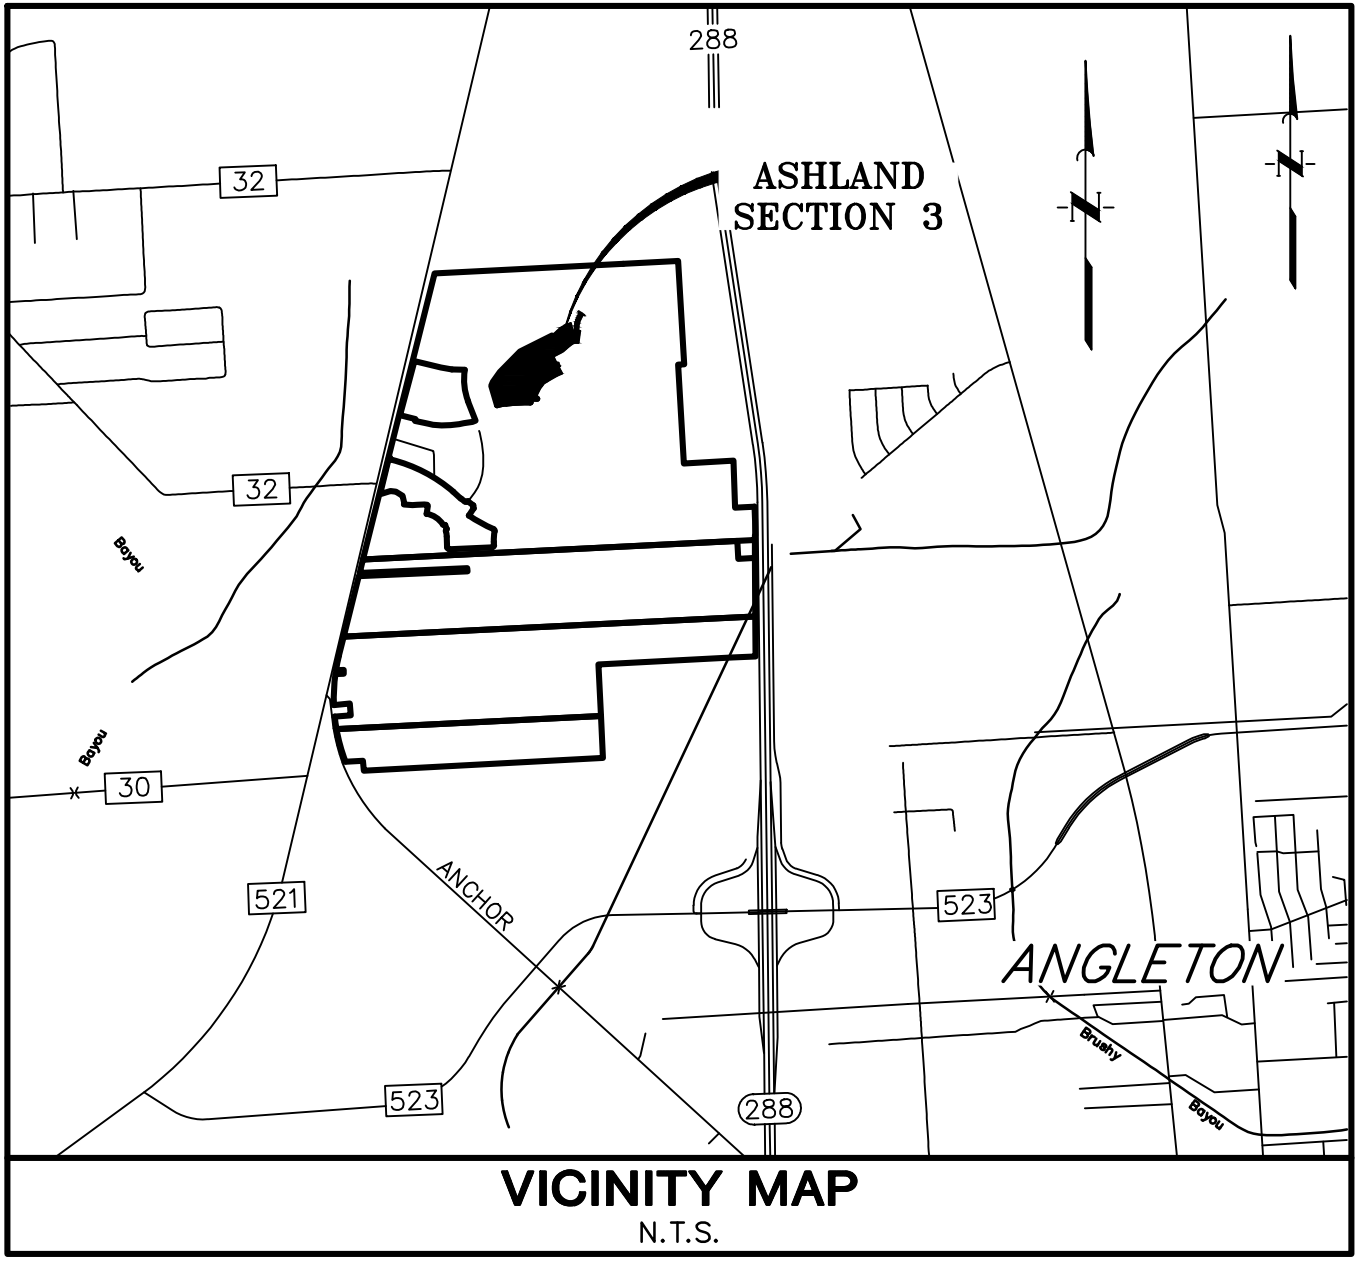 288
ASHLAND
SECTION 3
32
32
Bayou
Bayou
30
521
ANCHOR
523
ANGLETON
Brushy
523
288
Bayou
VICINITY MAP
N.T.S.
N
N